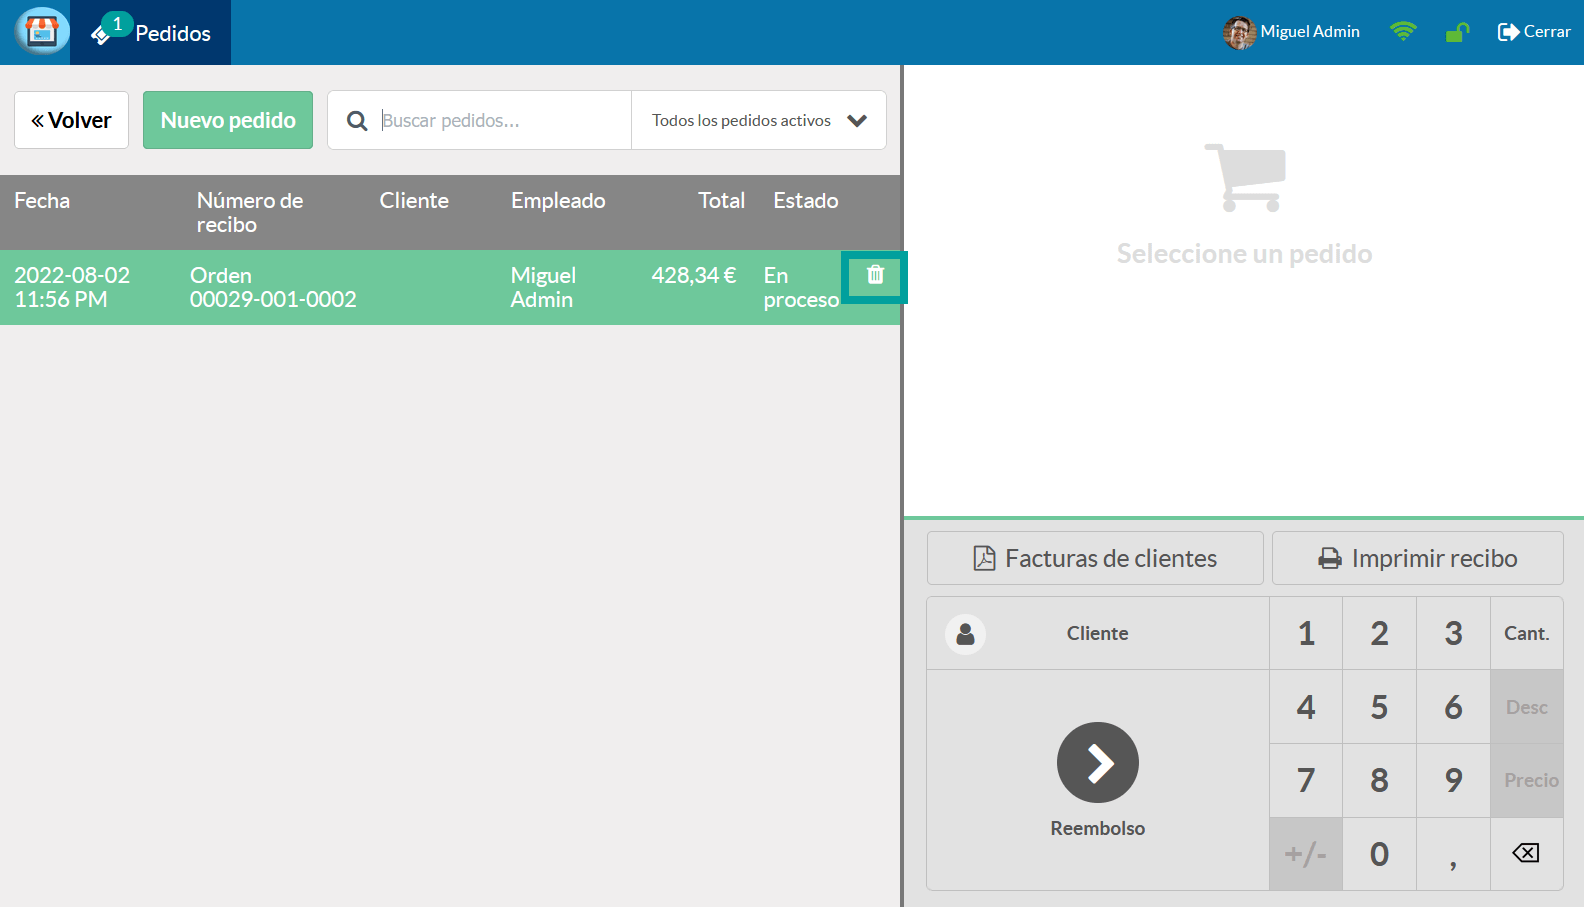 1
Pedidos
Miguel Admin
Cerrar
« Volver
Nuevo pedido
Buscar pedidos...
Todos los pedidos activos
Fecha
Número de
recibo
Cliente
Empleado
Total
Estado
2022-08-02
11:56 PM
Orden
00029-001-0002
Miguel
Admin
428,34 €
En
proceso
Seleccione un pedido
Facturas de clientes
Imprimir recibo
Cliente
1 2 3 Cant.
4 5 6 Desc
7 8 9 Precio
Reembolso
+/- 0 ,